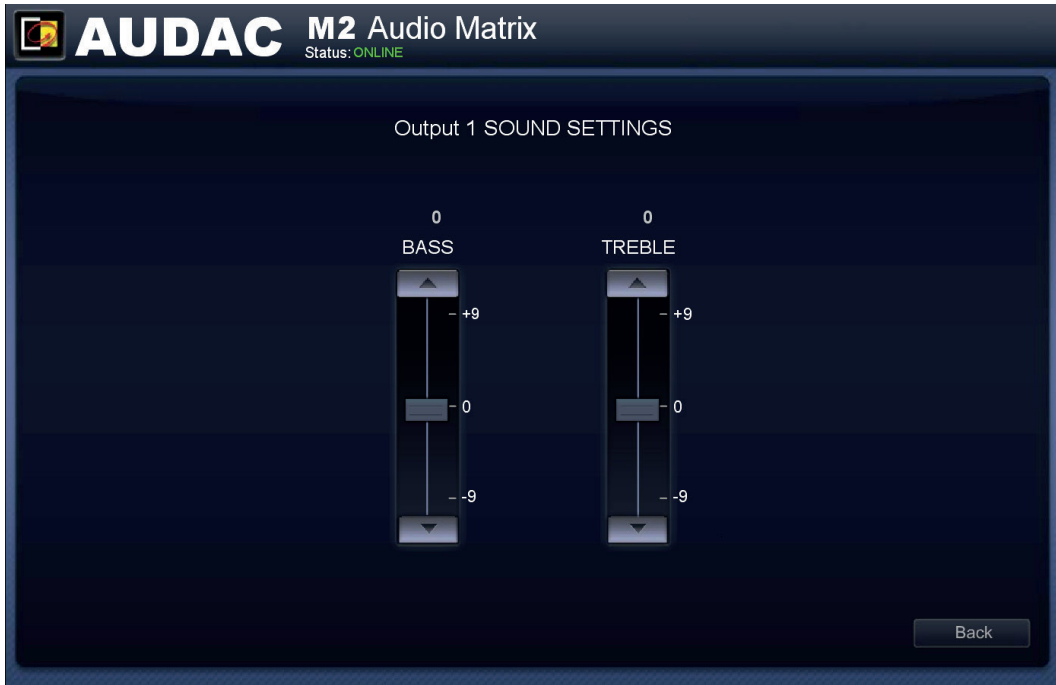 AUDAC M2 Audio Matrix
Status: ONLINE
Output 1 SOUND SETTINGS
0 0
BASS TREBLE
+9 +9
0 0
-9 -9
Back